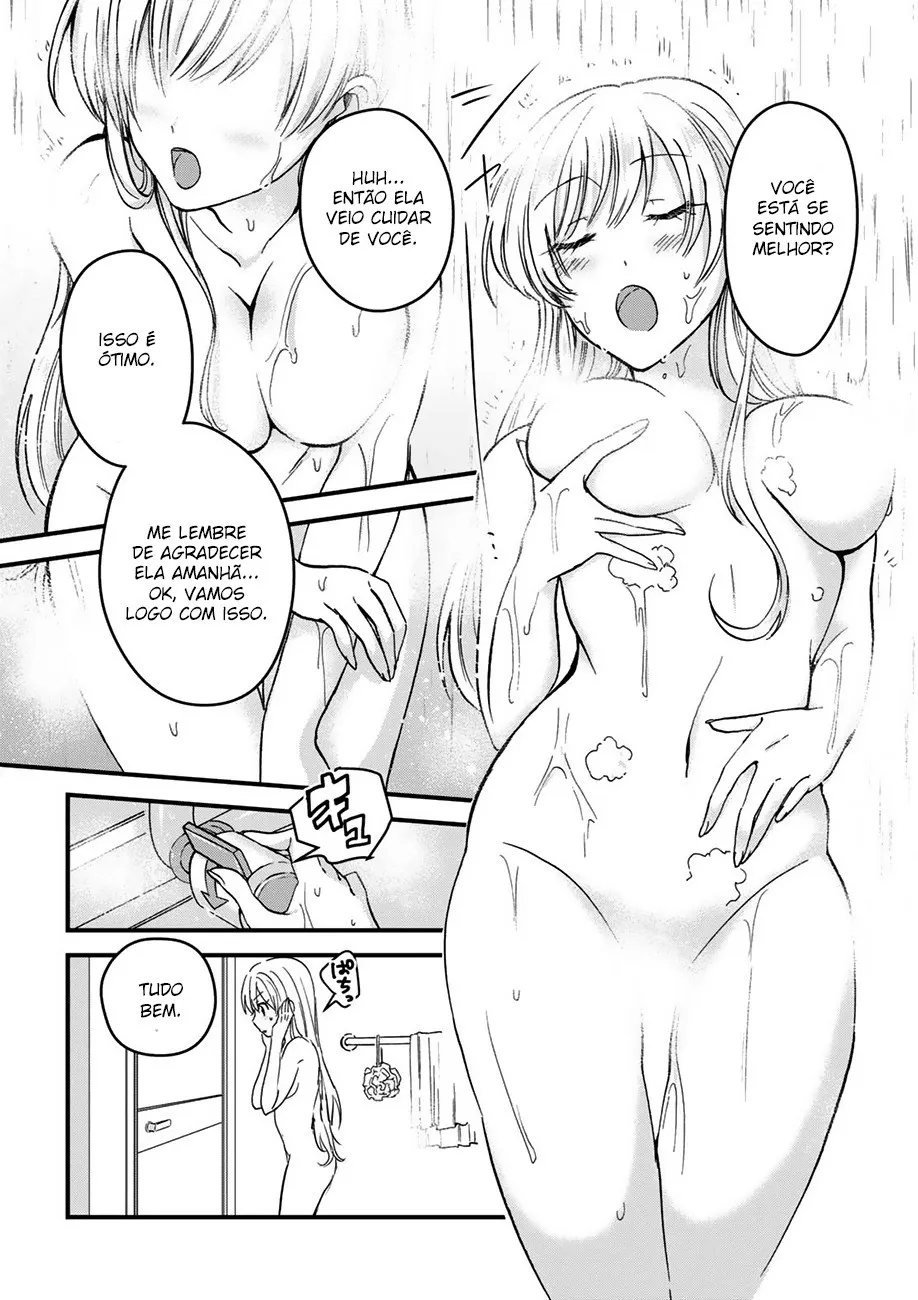 VOCÊ
ESTÁ SE
SENTINDO
MELHOR?
HUH...
ENTÃO ELA
VEIO CUIDAR
DE VOCÊ.
ISSO É
ÓTIMO.
ME LEMBRE
DE AGRADECER
ELA AMANHÃ...
OK, VAMOS
LOGO COM ISSO.
キュ
ぱちっ
TUDO
BEM.